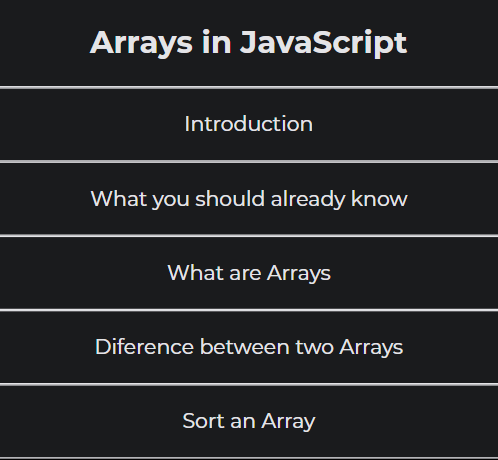 Arrays in JavaScript
Introduction
What you should already know
What are Arrays
Diference between two Arrays
Sort an Array